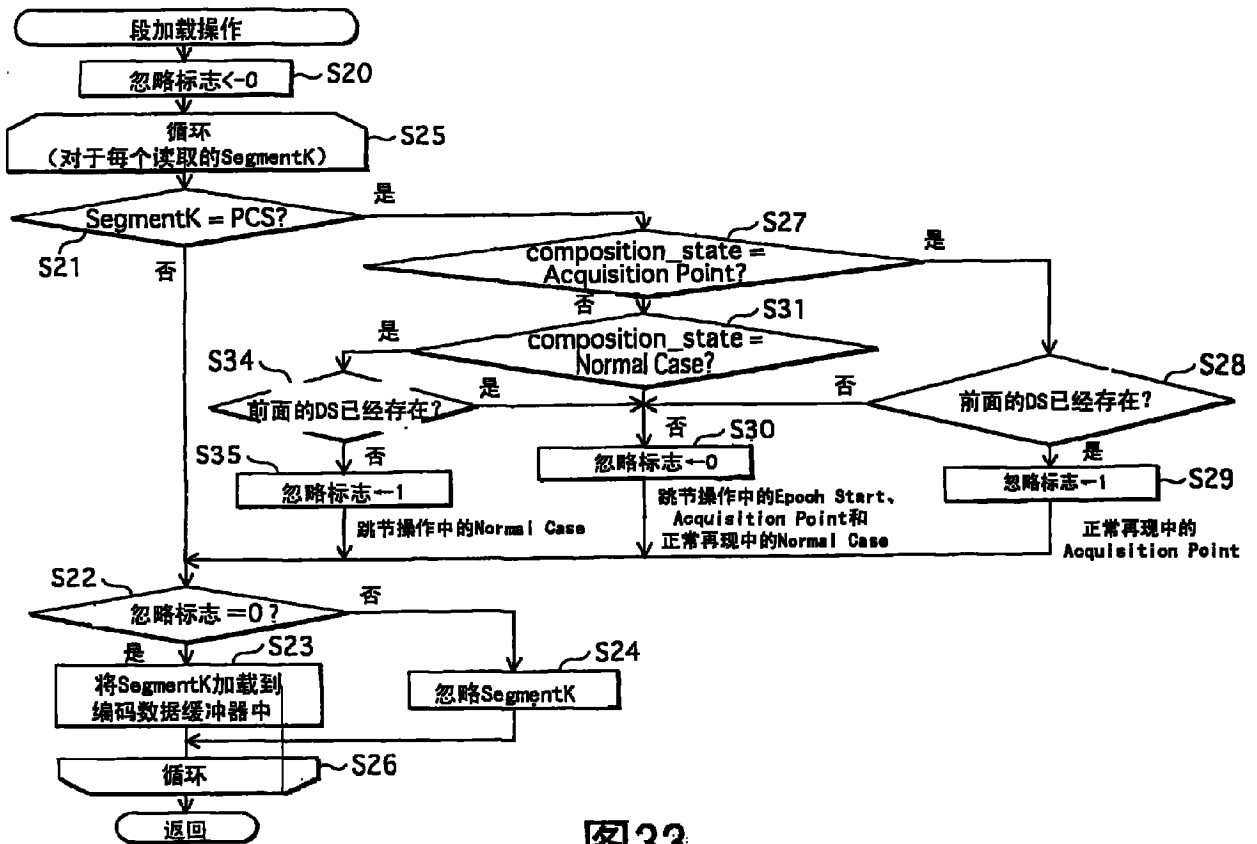 段加载操作
忽略标志<-0
S20
循环
(对于每个读取的SegmentK)
S25
SegmentK = PCS?
是
S21
否
composition_state =
Acquisition Point?
S27
是
否
composition_state =
Normal Case?
S31
是
S34
前面的DS已经存在?
是
否
前面的DS已经存在?
S28
否
S35
忽略标志←1
否
忽略标志←0
S30
是
忽略标志←1
S29
跳节操作中的Normal Case
跳节操作中的Epoch Start、
Acquisition Point和
正常再现中的Normal Case
正常再现中的
Acquisition Point
S22
忽略标志=0?
否
是
S23
将SegmentK加载到
编码数据缓冲器中
S24
忽略SegmentK
循环
S26
返回
图33